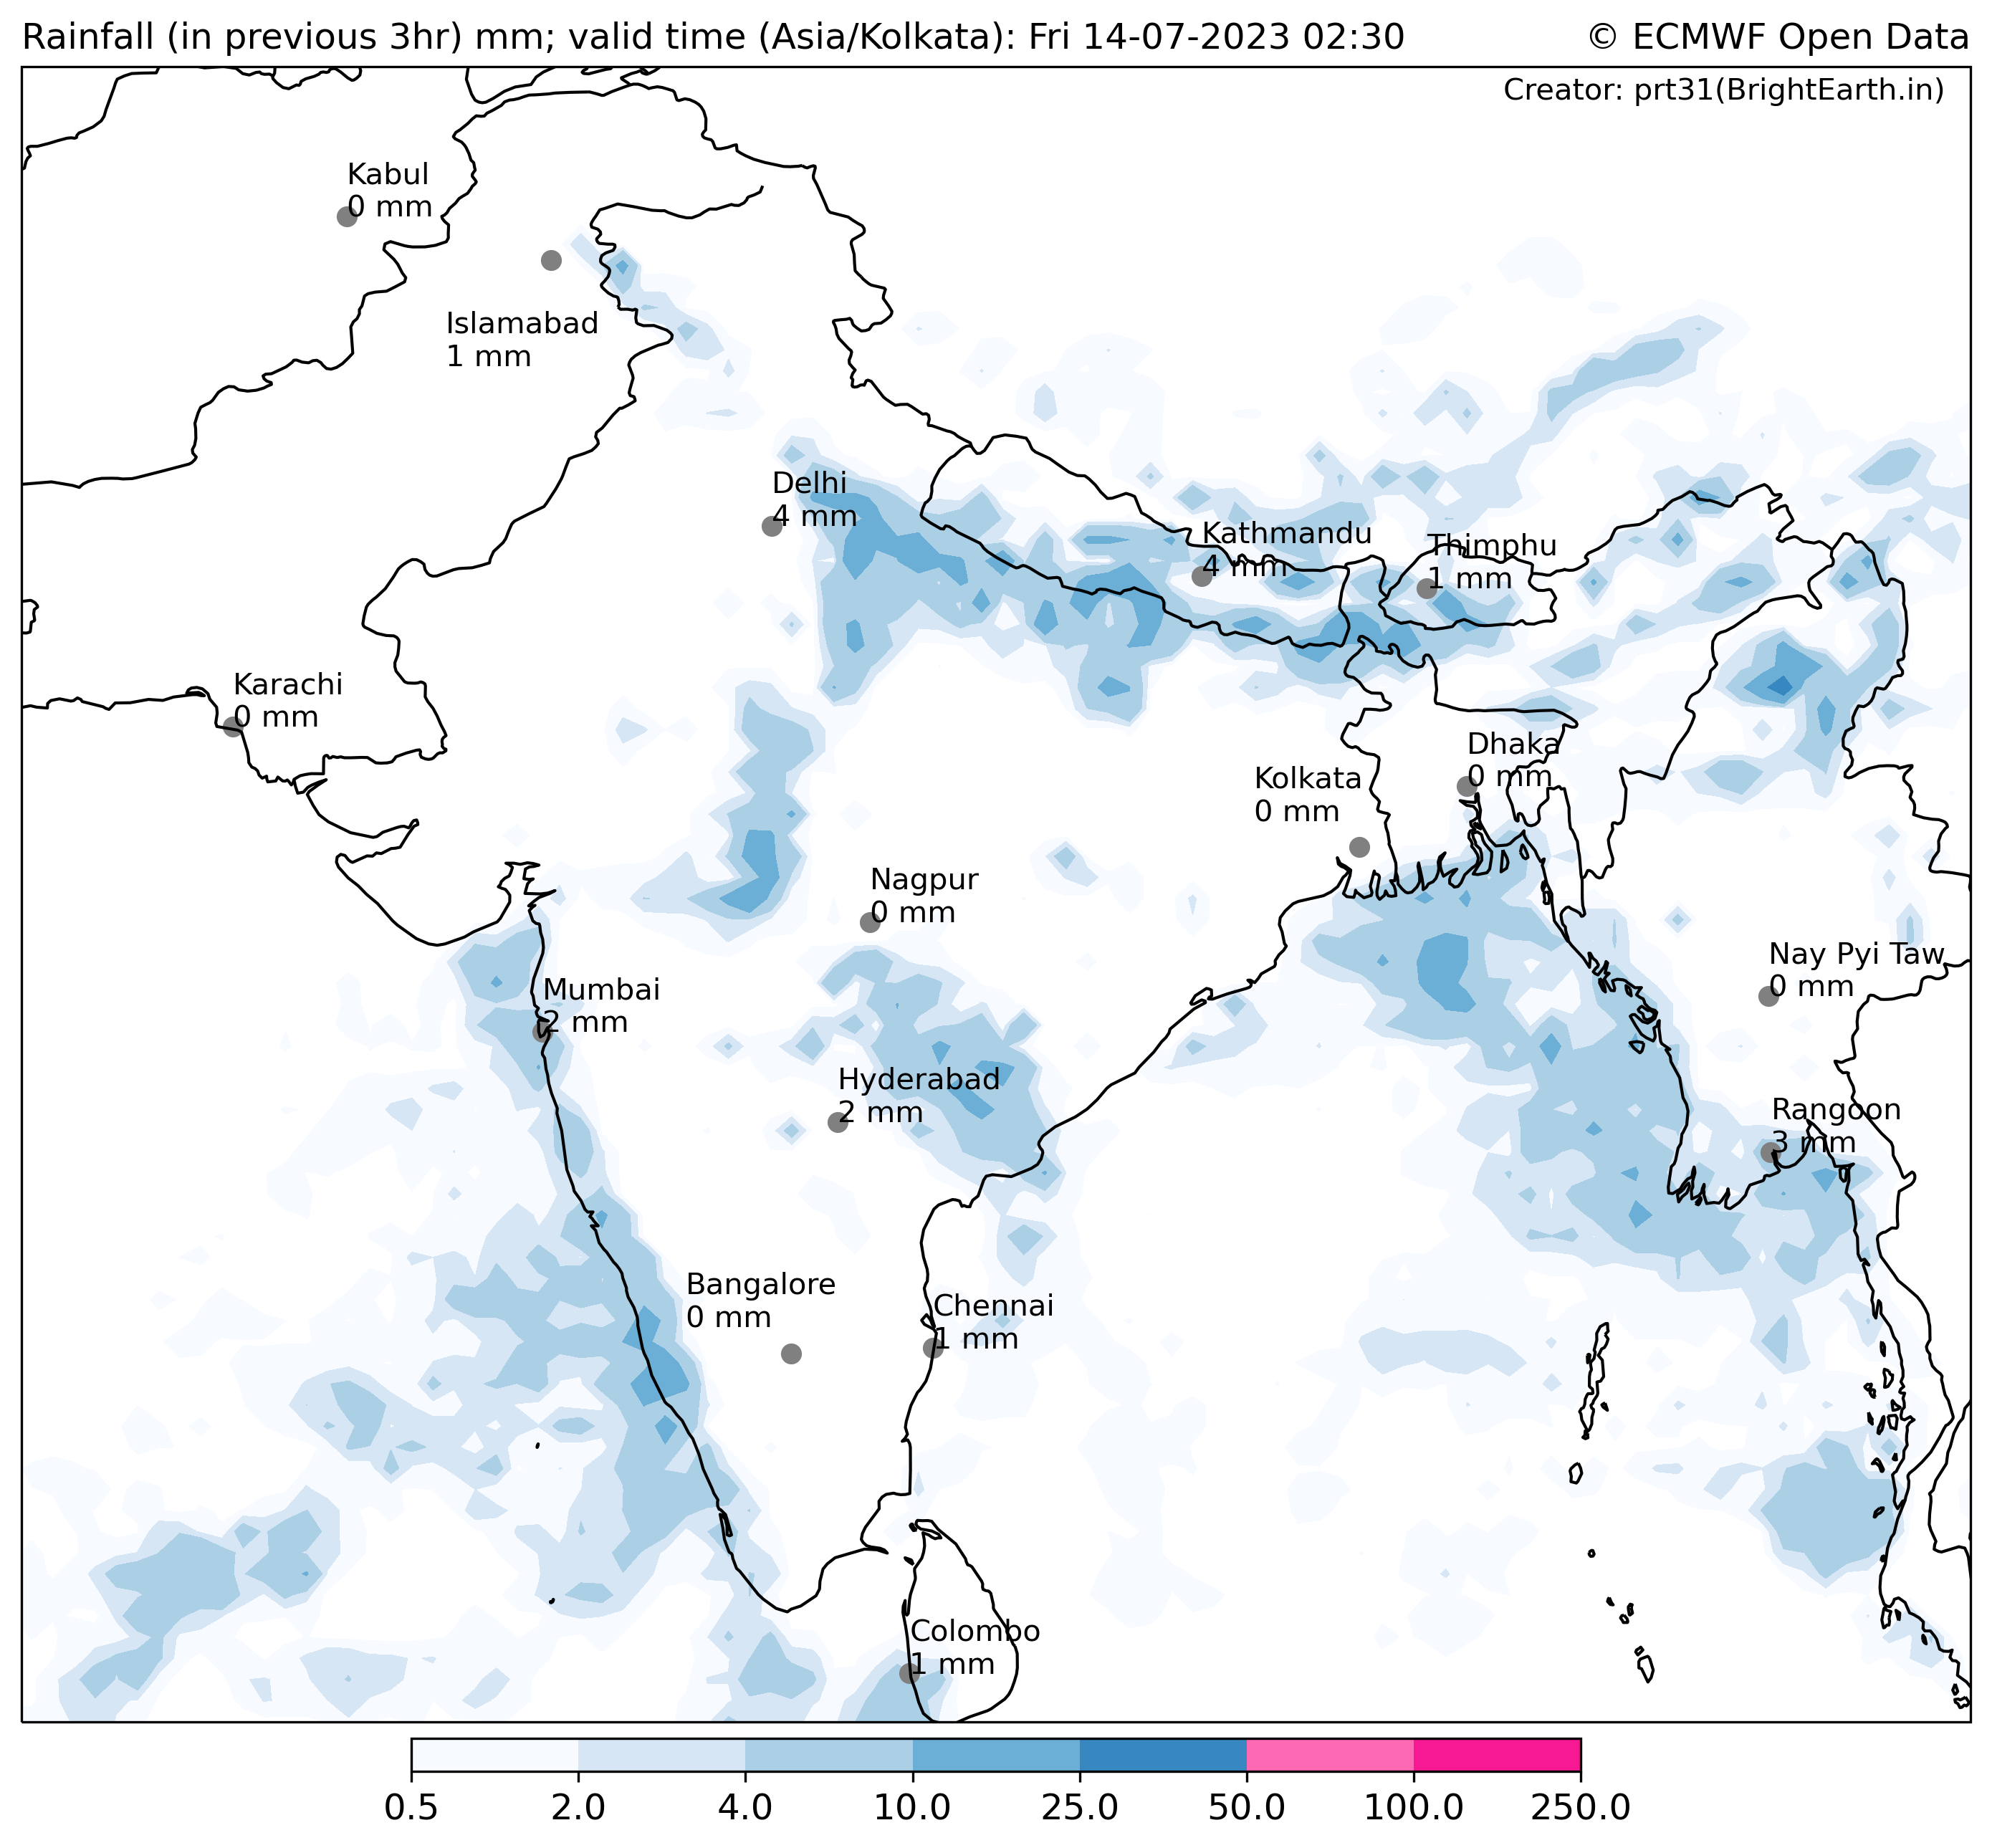 Rainfall (in previous 3hr) mm; valid time (Asia/Kolkata): Fri 14-07-2023 02:30
© ECMWF Open Data
Creator: prt31(BrightEarth.in)
Kabul
0 mm
Islamabad
1 mm
Delhi
4 mm
Kathmandu
4 mm
Thimphu
1 mm
Karachi
0 mm
Dhaka
0 mm
Kolkata
0 mm
Nagpur
0 mm
Nay Pyi Taw
0 mm
Mumbai
2 mm
Hyderabad
2 mm
Rangoon
3 mm
Bangalore
0 mm
Chennai
1 mm
Colombo
1 mm
0.5 2.0 4.0 10.0 25.0 50.0 100.0 250.0